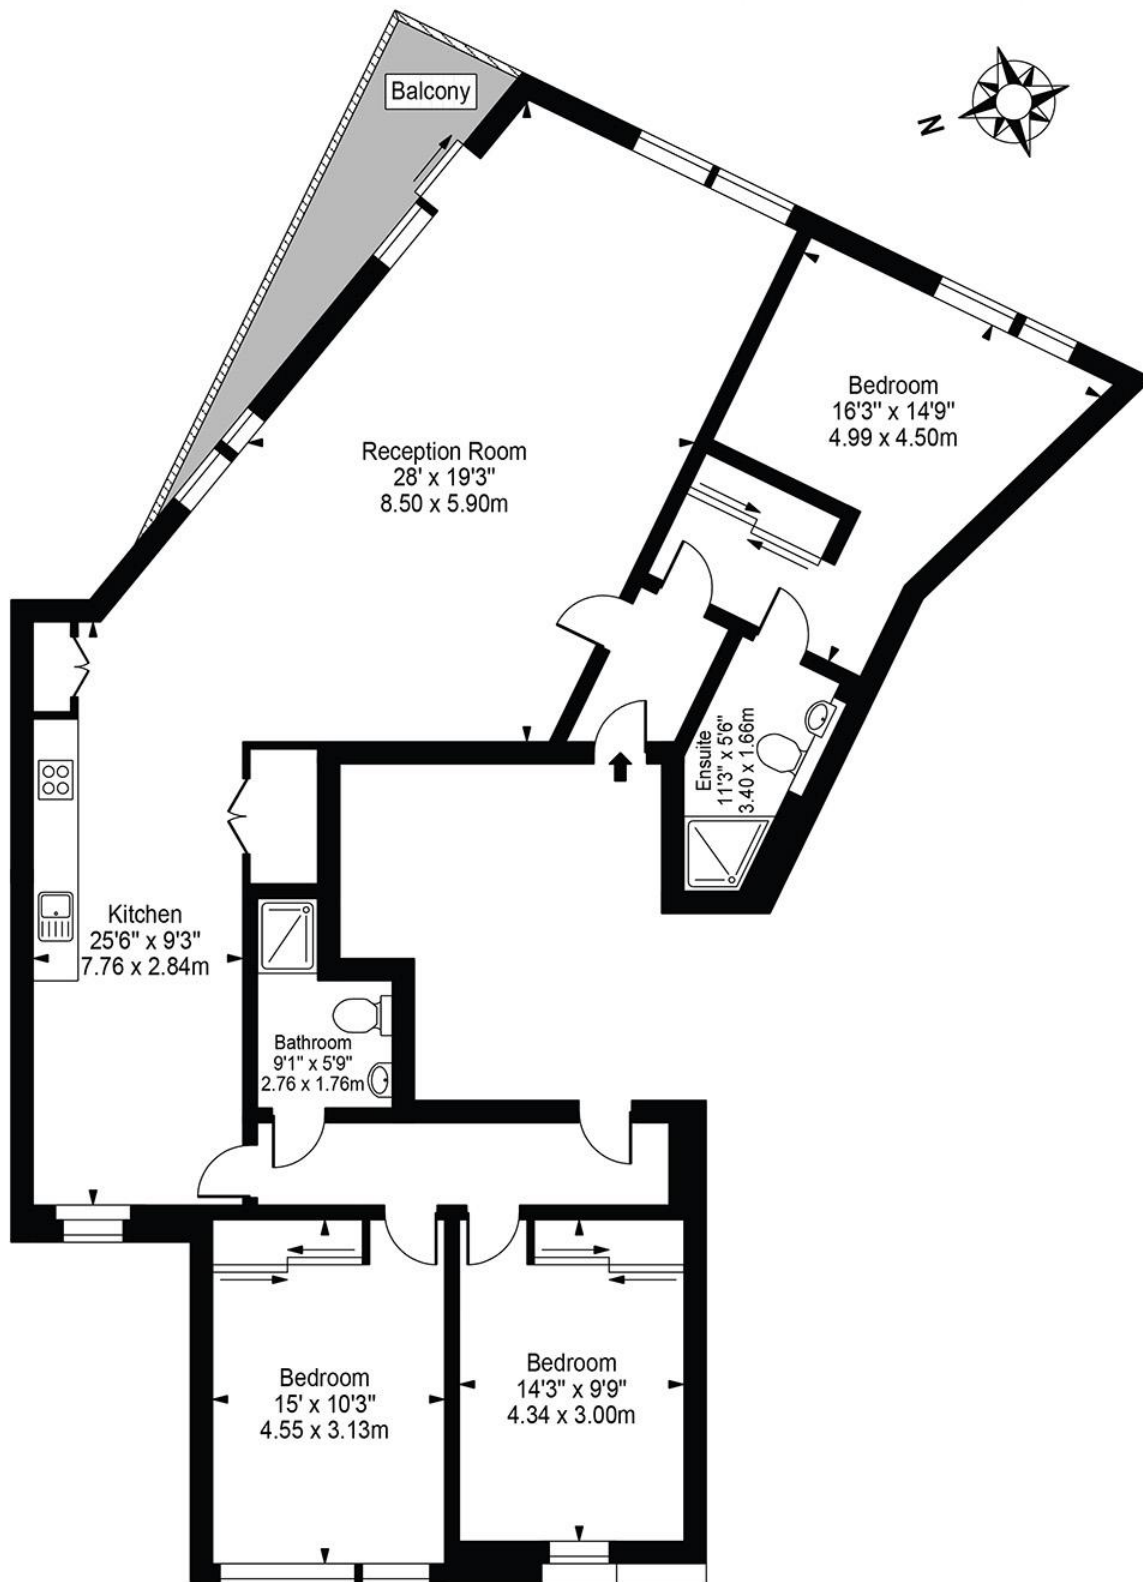 Balcony
N
Reception Room
28' x 19'3"
8.50 x 5.90m
Bedroom
16'3" x 14'9"
4.99 x 4.50m
Ensuite
11'3" x 5'6"
3.40 x 1.66m
Kitchen
25'6" x 9'3"
7.76 x 2.84m
Bathroom
9'1" x 5'9"
2.76 x 1.76m
Bedroom
15' x 10'3"
4.55 x 3.13m
Bedroom
14'3" x 9'9"
4.34 x 3.00m